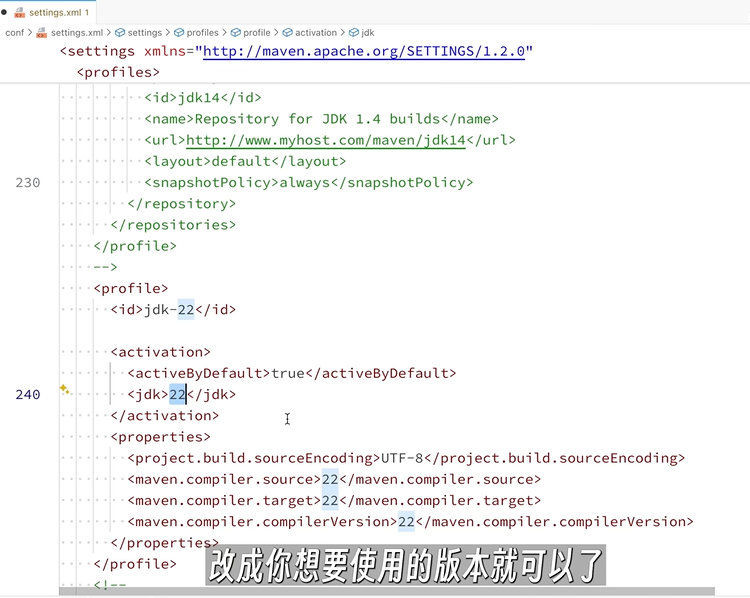 settings.xml 1
conf > settings.xml > settings > profiles > profile > activation > jdk
<settings xmlns="http://maven.apache.org/SETTINGS/1.2.0"
<profiles>
<id>jdk14</id>
<name>Repository for JDK 1.4 builds</name>
<url>http://www.myhost.com/maven/jdk14</url>
<layout>default</layout>
230 <snapshotPolicy>always</snapshotPolicy>
</repository>
</repositories>
</profile>
-->
<profile>
<id>jdk-22</id>
<activation>
<activeByDefault>true</activeByDefault>
240 <jdk>22</jdk>
</activation>
<properties>
<project.build.sourceEncoding>UTF-8</project.build.sourceEncoding>
<maven.compiler.source>22</maven.compiler.source>
<maven.compiler.target>22</maven.compiler.target>
<maven.compiler.compilerVersion>22</maven.compiler.compilerVersion>
</properties>
</profile>
<!--
改成你想要使用的版本就可以了